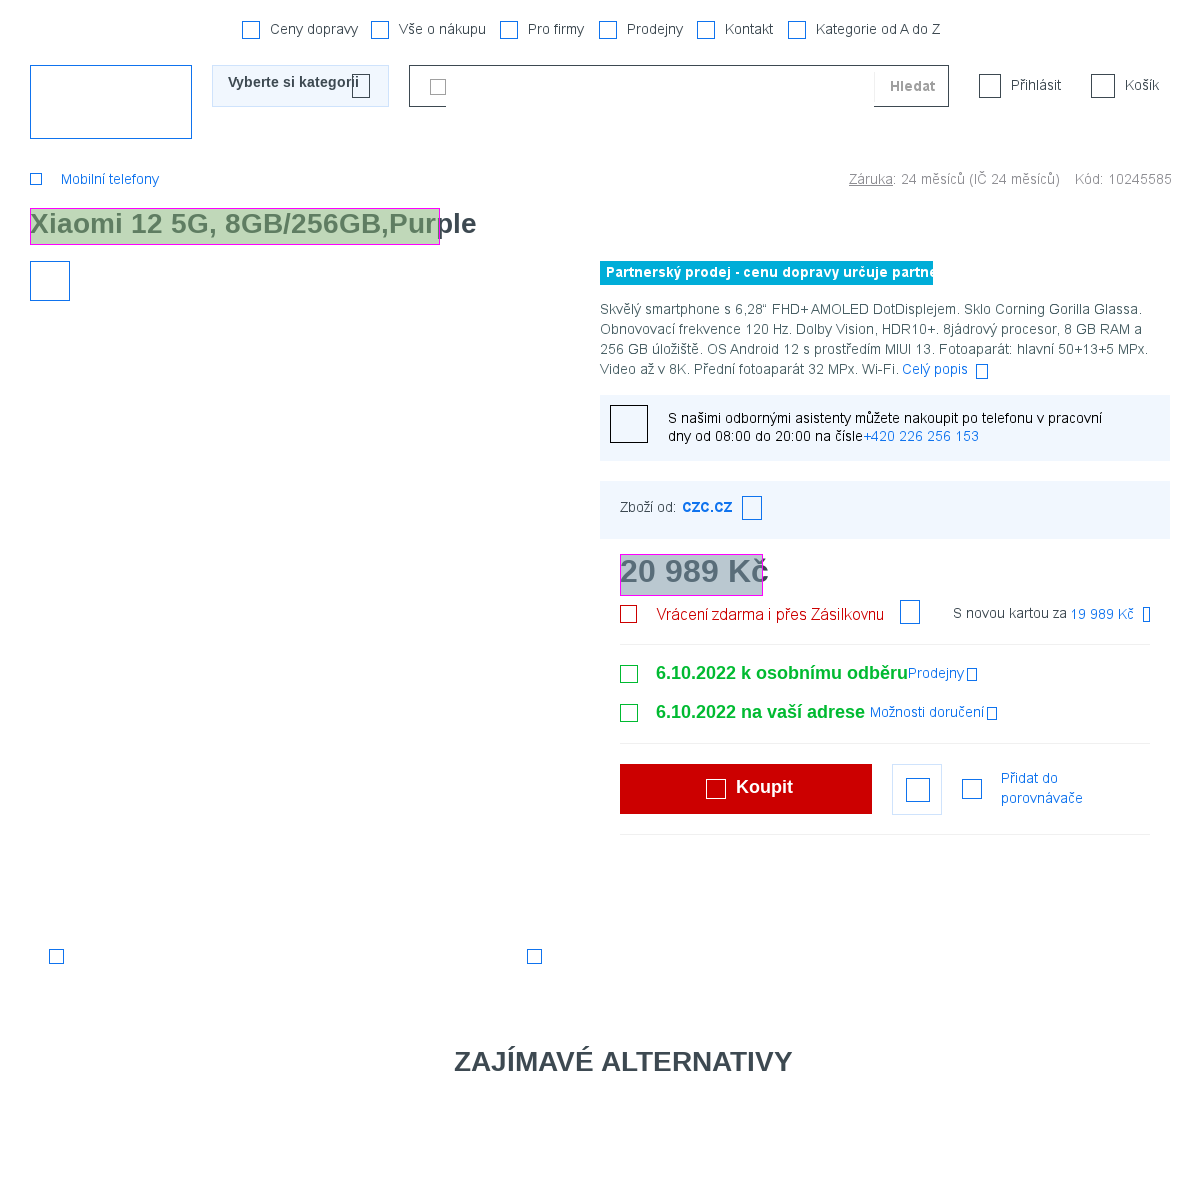 Ceny dopravy Vše o nákupu Pro firmy Prodejny Kontakt Kategorie od A do Z
Vyberte si kategorii Hledat Přihlásit Košík
Mobilní telefony Záruka: 24 měsíců (IČ 24 měsíců) Kód: 10245585
Xiaomi 12 5G, 8GB/256GB,Purple
Partnerský prodej - cenu dopravy určuje
Skvělý smartphone s 6,28“ FHD+ AMOLED DotDisplejem. Sklo Corning Gorilla Glassa.
Obnovovací frekvence 120 Hz. Dolby Vision, HDR10+. 8jádrový procesor, 8 GB RAM a
256 GB úložiště. OS Android 12 s prostředím MIUI 13. Fotoaparát: hlavní 50+13+5 MPx.
Video až v 8K. Přední fotoaparát 32 MPx. Wi-Fi. Celý popis
S našimi odbornými asistenty můžete nakoupit po telefonu v pracovní
dny od 08:00 do 20:00 na čísle+420 226 256 153
Zboží od: czc.cz
20 989 Kč
Vrácení zdarma i přes Zásilkovnu S novou kartou za 19 989 Kč
6.10.2022 k osobnímu odběruProdejny
6.10.2022 na vaší adrese Možnosti doručení
Koupit
Přidat do
porovnávače
ZAJÍMAVÉ ALTERNATIVY